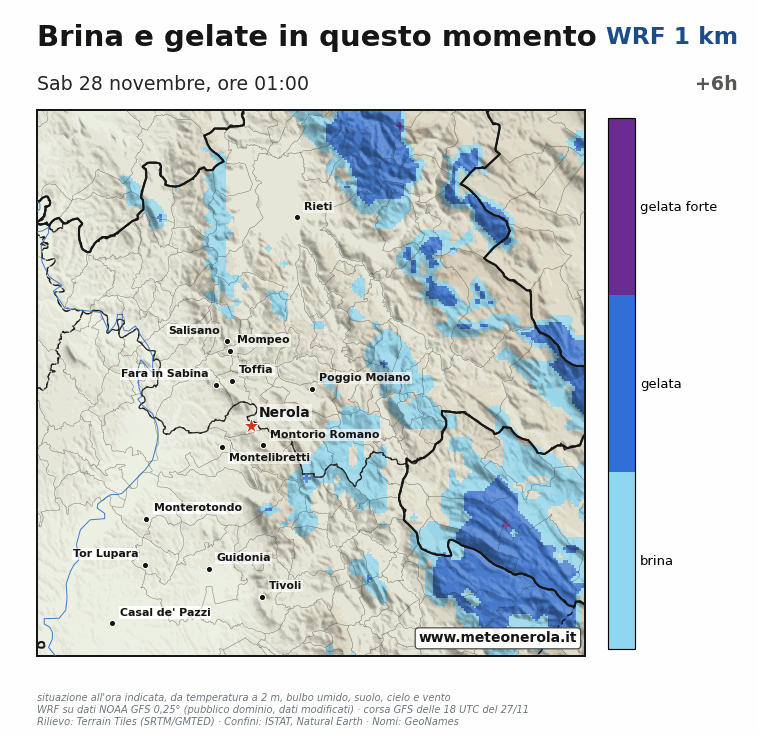 Brina e gelate in questo momento WRF 1 km
Sab 28 novembre, ore 01:00 +6h
Rieti
gelata forte
Salisano
Mompeo
Fara in Sabina
Toffia
Poggio Moiano
gelata
Nerola
Montorio Romano
Montelibretti
Monterotondo
Tor Lupara
Guidonia
brina
Tivoli
Casal de' Pazzi
www.meteonerola.it
situazione all'ora indicata, da temperatura a 2 m, bulbo umido, suolo, cielo e vento
WRF su dati NOAA GFS 0,25° (pubblico dominio, dati modificati) · corsa GFS delle 18 UTC del 27/11
Rilievo: Terrain Tiles (SRTM/GMTED) · Confini: ISTAT, Natural Earth · Nomi: GeoNames